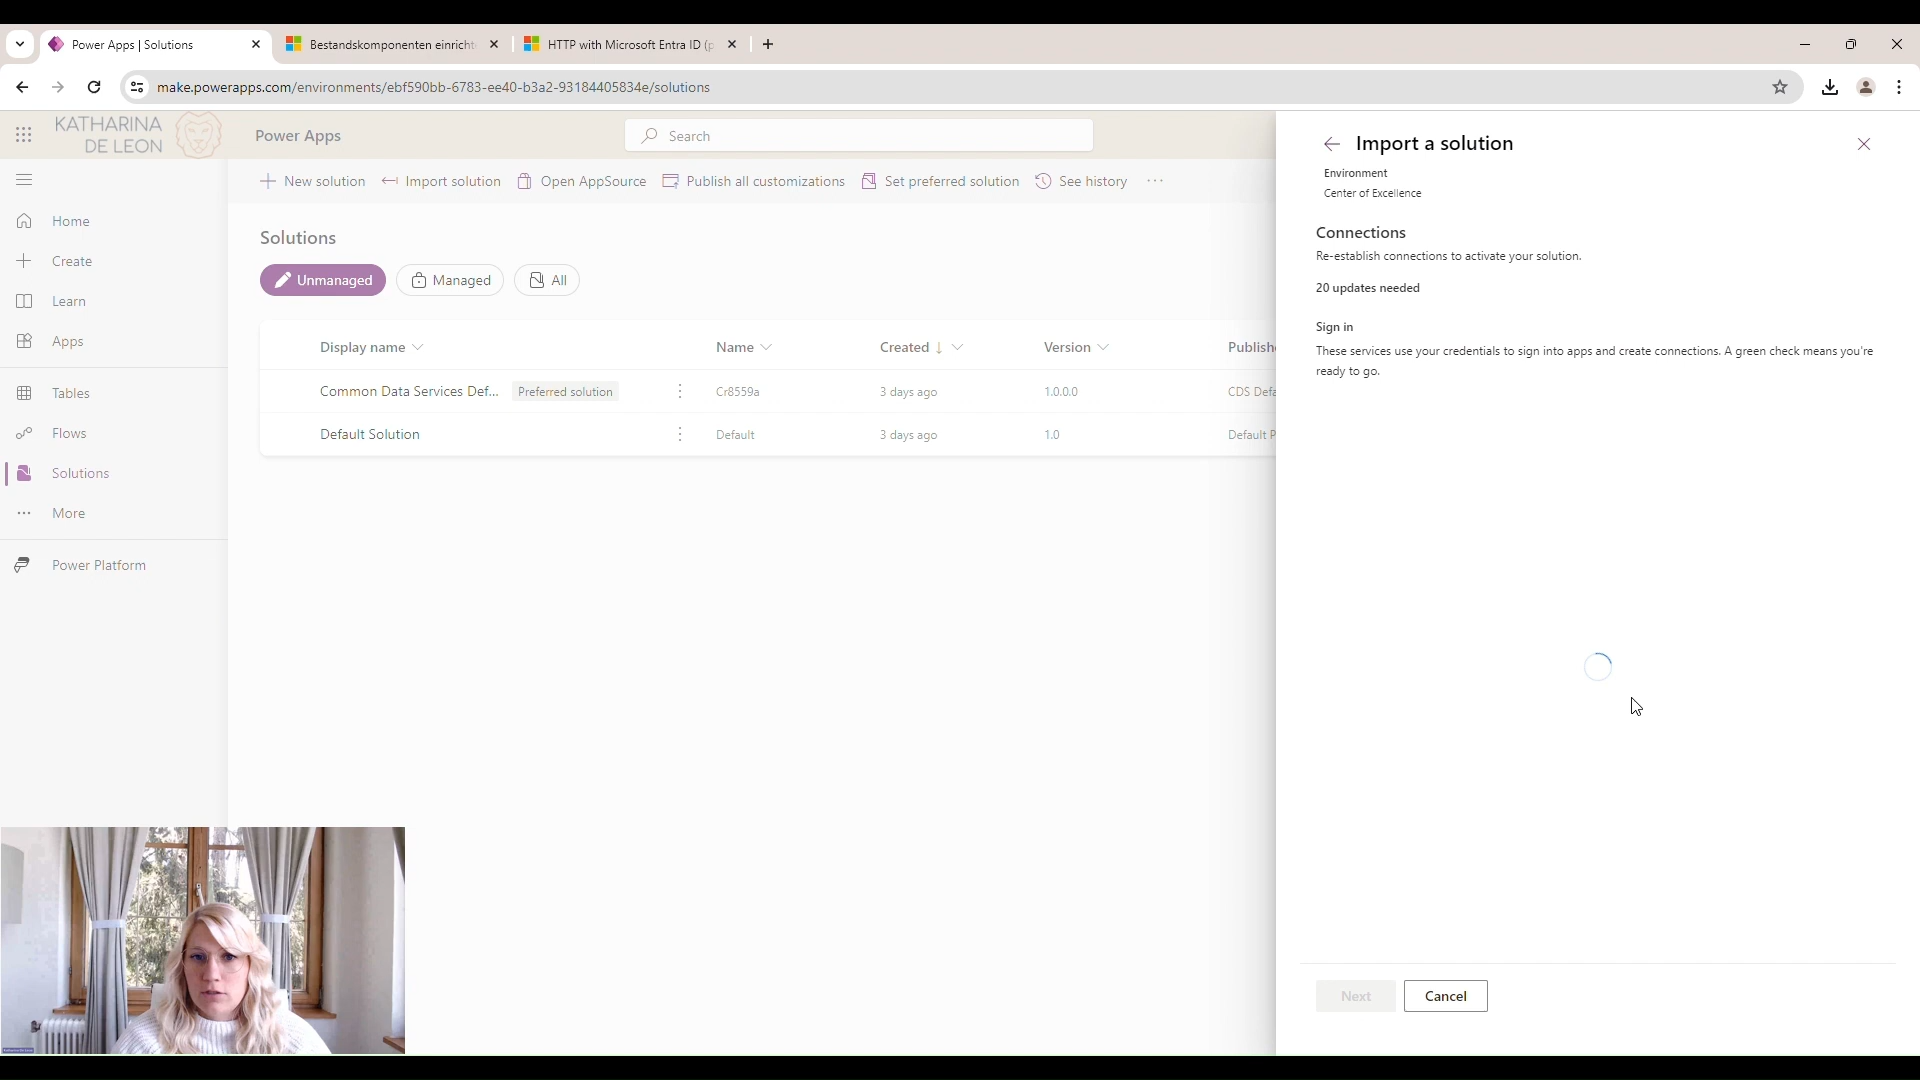 Power Apps | Solutions
Bestandskomponenten einricht
HTTP with Microsoft Entra ID (p
make.powerapps.com/environments/ebf590bb-6783-ee40-b3a2-93184405834e/solutions
KATHARINA
DE LEON
Power Apps
Search
New solution
Import solution
Open AppSource
Publish all customizations
Set preferred solution
See history
Home
Create
Learn
Apps
Tables
Flows
Solutions
More
Power Platform
Solutions
Unmanaged
Managed
All
Display name
Name
Created
Version
Publishe
Common Data Services Def...
Preferred solution
Cr8559a
3 days ago
1.0.0.0
CDS Defa
Default Solution
Default
3 days ago
1.0
Default P
Import a solution
Environment
Center of Excellence
Connections
Re-establish connections to activate your solution.
20 updates needed
Sign in
These services use your credentials to sign into apps and create connections. A green check means you're
ready to go.
Next
Cancel